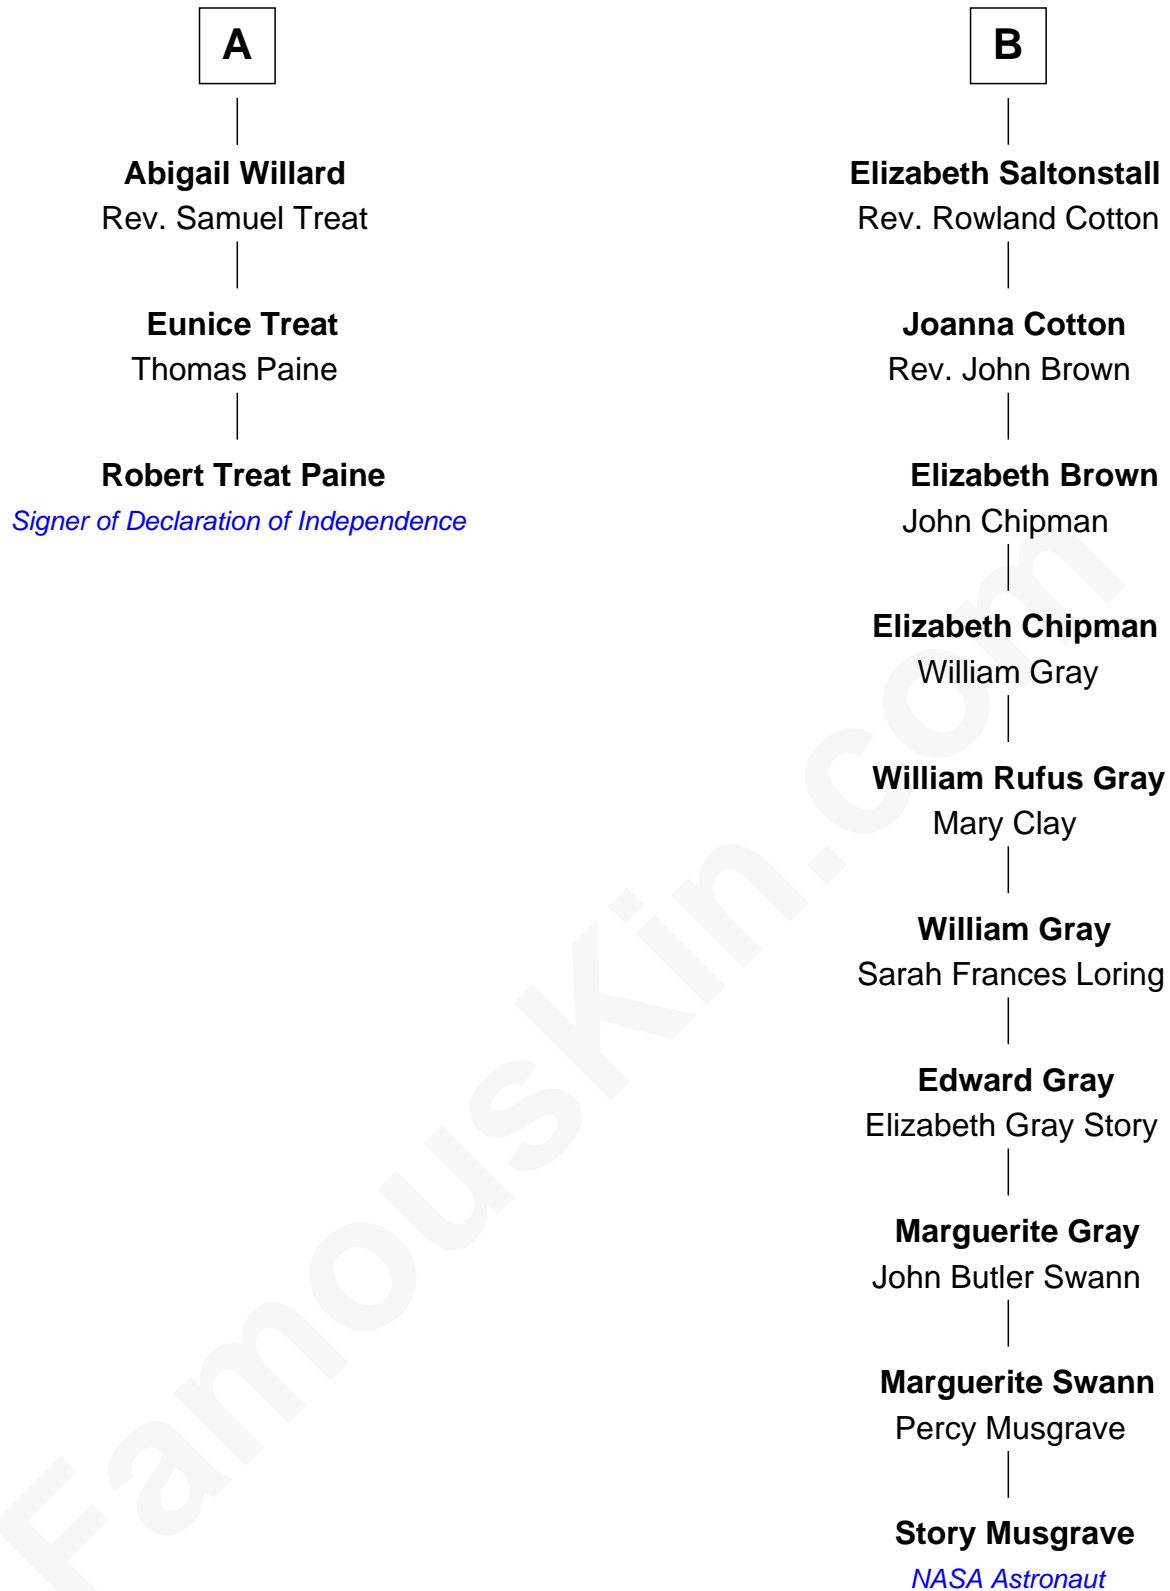 A
Abigail Willard
Rev. Samuel Treat
Eunice Treat
Thomas Paine
Robert Treat Paine
Signer of Declaration of Independence
B
Elizabeth Saltonstall
Rev. Rowland Cotton
Joanna Cotton
Rev. John Brown
Elizabeth Brown
John Chipman
Elizabeth Chipman
William Gray
William Rufus Gray
Mary Clay
William Gray
Sarah Frances Loring
Edward Gray
Elizabeth Gray Story
Marguerite Gray
John Butler Swann
Marguerite Swann
Percy Musgrave
Story Musgrave
NASA Astronaut
FamousKin.com